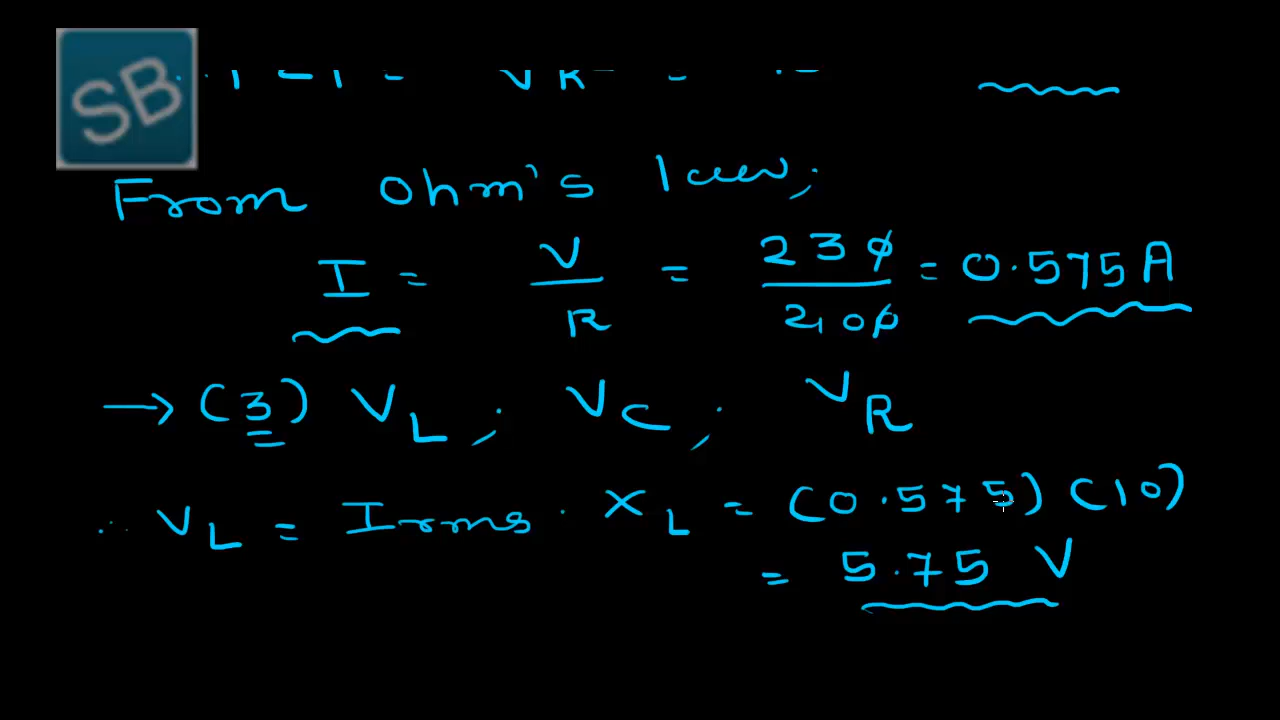 SB
From Ohm's law;
I = V/R = 230/400 = 0.575A
→ (3) VL ; VC ; VR
∴ VL = Irms . XL = (0.575) (10)
= 5.75 V